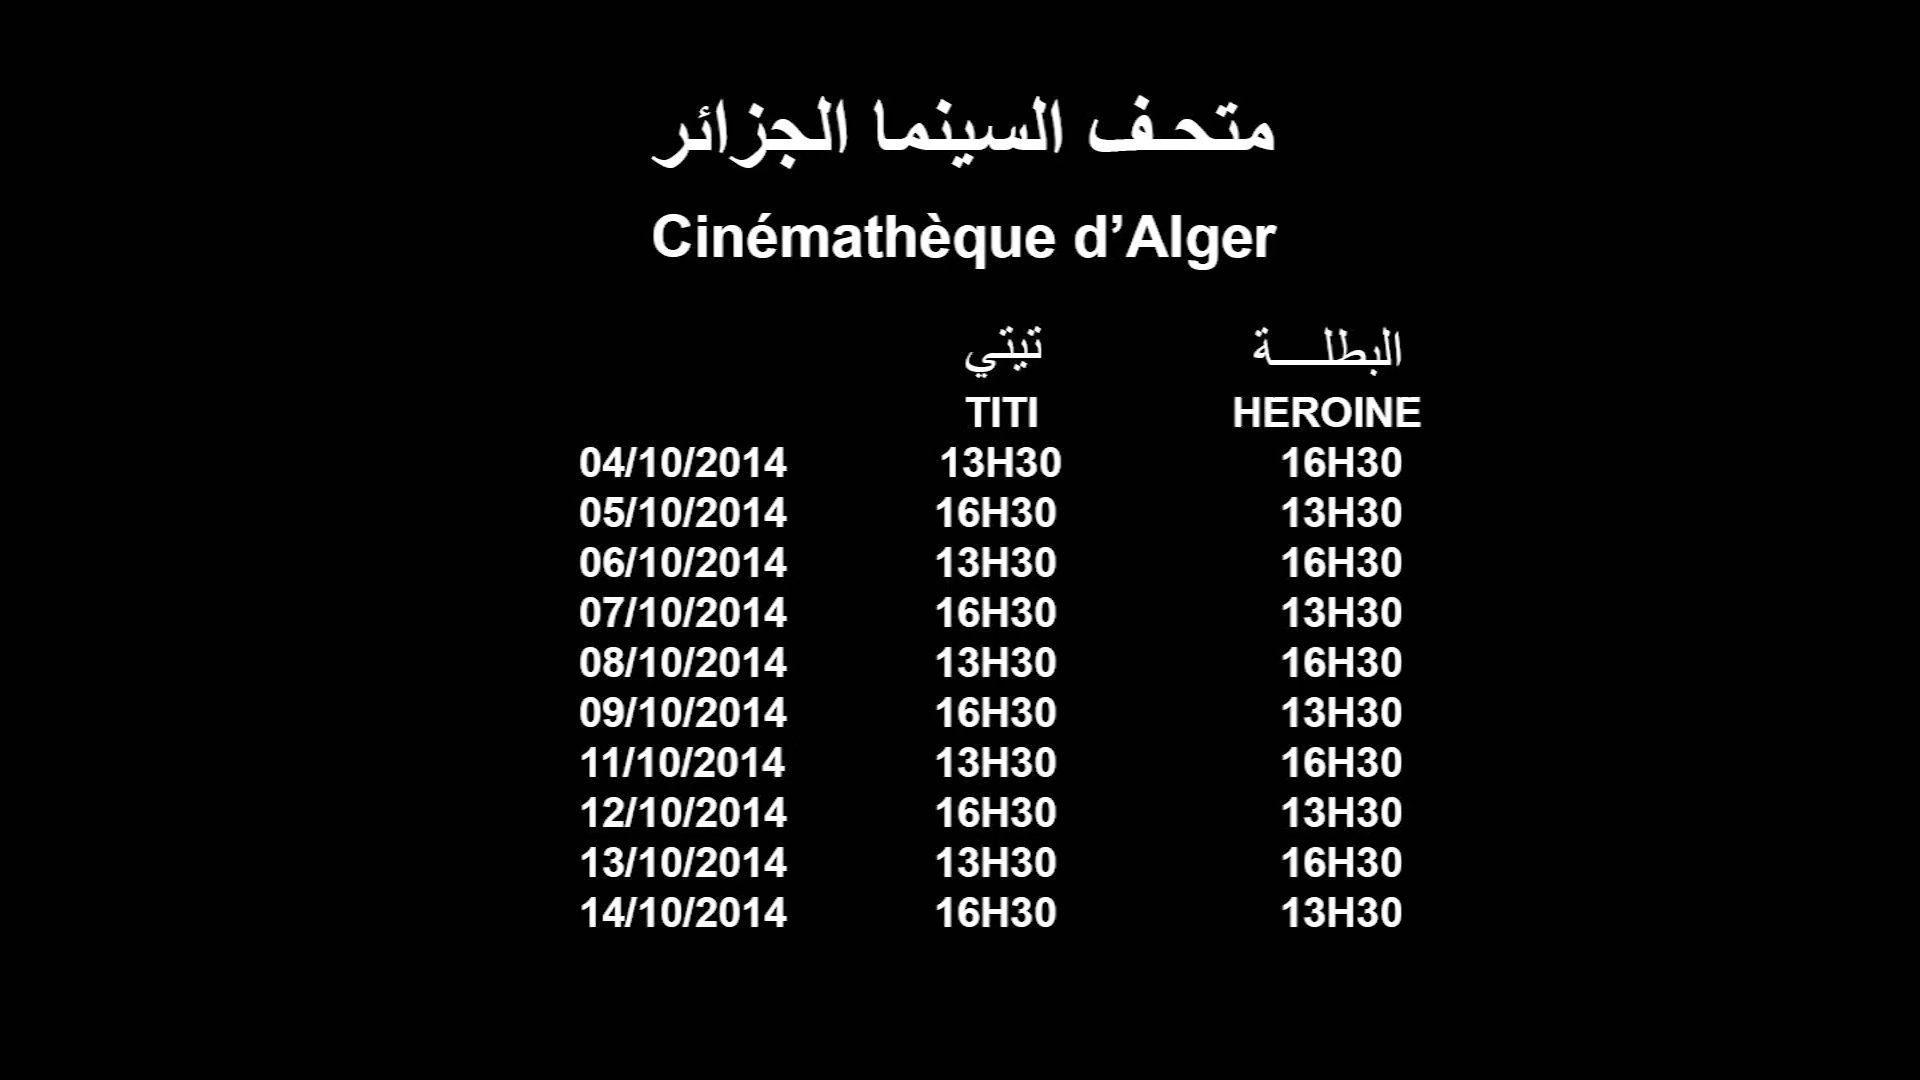 متحف السينما الجزائر
Cinémathèque d’Alger
تيتي البطلـــة
TITI HEROINE
04/10/2014 13H30 16H30
05/10/2014 16H30 13H30
06/10/2014 13H30 16H30
07/10/2014 16H30 13H30
08/10/2014 13H30 16H30
09/10/2014 16H30 13H30
11/10/2014 13H30 16H30
12/10/2014 16H30 13H30
13/10/2014 13H30 16H30
14/10/2014 16H30 13H30